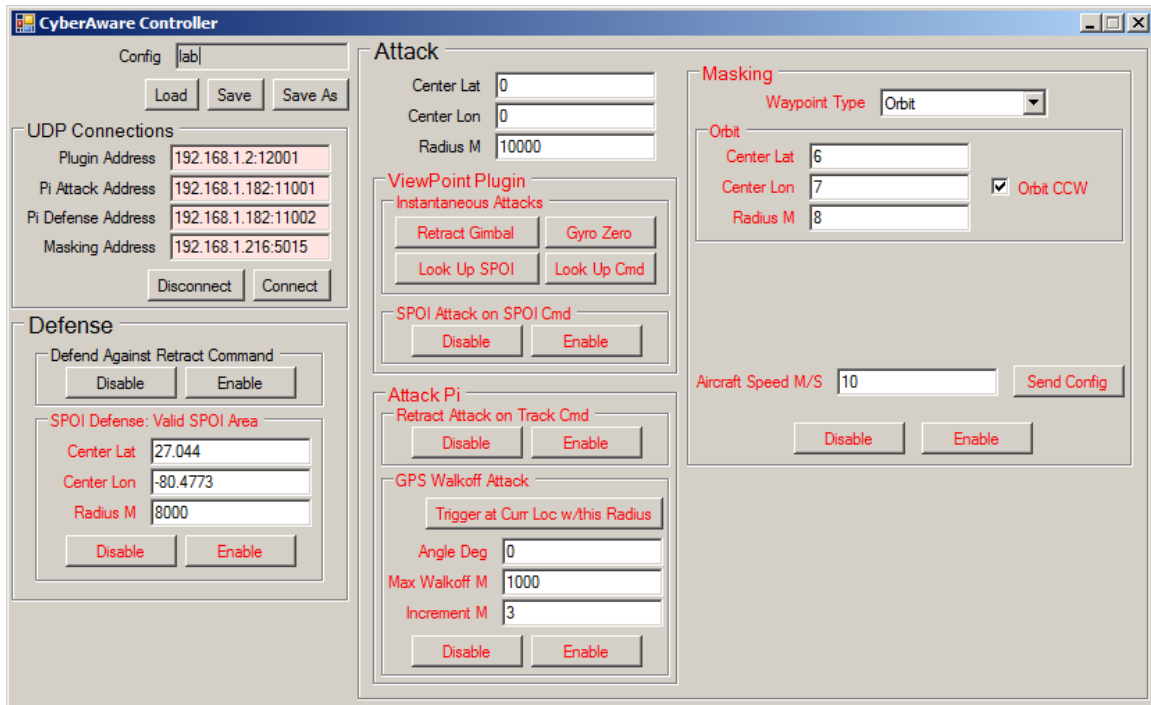 CyberAware Controller
Config lab
Load Save Save As
UDP Connections
Plugin Address 192.168.1.2:12001
Pi Attack Address 192.168.1.182:11001
Pi Defense Address 192.168.1.182:11002
Masking Address 192.168.1.216:5015
Disconnect Connect
Defense
Defend Against Retract Command
Disable Enable
SPOI Defense: Valid SPOI Area
Center Lat 27.044
Center Lon -80.4773
Radius M 8000
Disable Enable
Attack
Center Lat 0
Center Lon 0
Radius M 10000
ViewPoint Plugin
Instantaneous Attacks
Retract Gimbal Gyro Zero
Look Up SPOI Look Up Cmd
SPOI Attack on SPOI Cmd
Disable Enable
Attack Pi
Retract Attack on Track Cmd
Disable Enable
GPS Walkoff Attack
Trigger at Curr Loc w/this Radius
Angle Deg 0
Max Walkoff M 1000
Increment M 3
Disable Enable
Masking
Waypoint Type Orbit
Orbit
Center Lat 6
Center Lon 7 Orbit CCW
Radius M 8
Aircraft Speed M/S 10 Send Config
Disable Enable